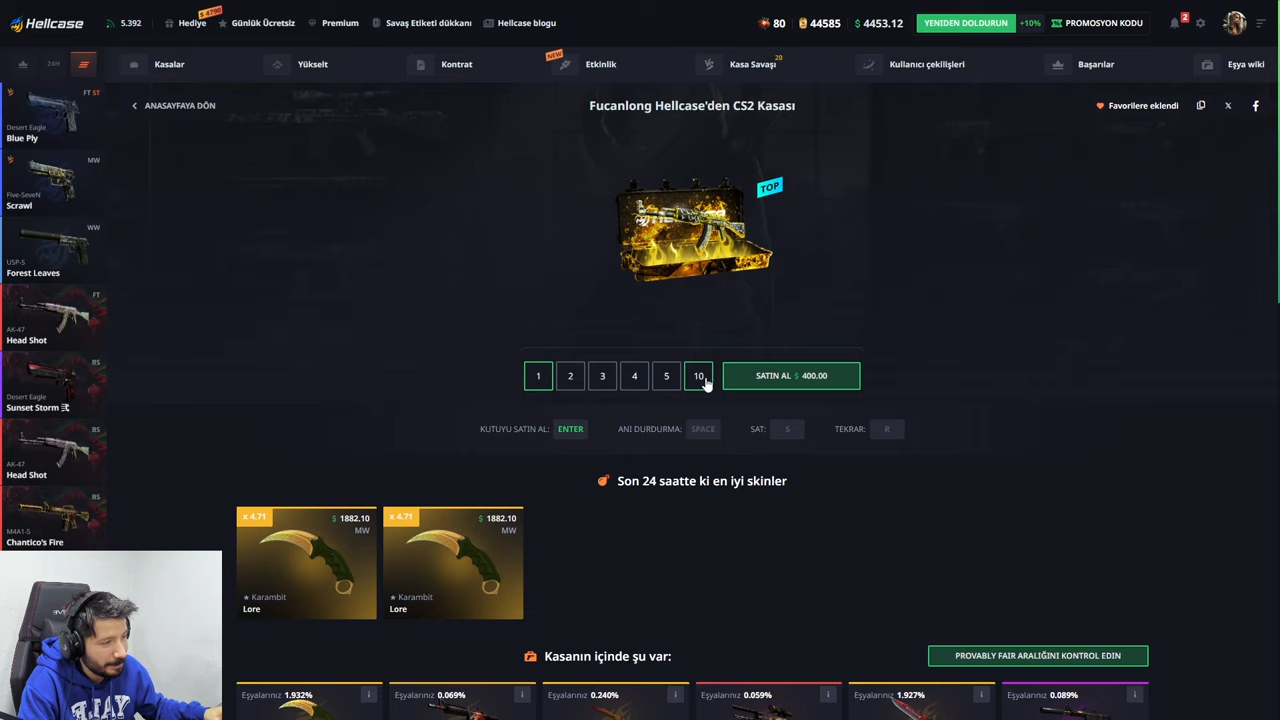 Hellcase
5.392
$ 4790
Hediye
Günlük Ücretsiz
Premium
Savaş Etiketi dükkanı
Hellcase blogu
80
44585
$ 4453.12
YENİDEN DOLDURUN
+10%
PROMOSYON KODU
2
24H
Kasalar
Yükselt
Kontrat
NEW
Etkinlik
Kasa Savaşı
20
Kullanıcı çekilişleri
Başarılar
Eşya wiki
FT ST
Desert Eagle
Blue Ply
MW
Five-SeveN
Scrawl
WW
USP-S
Forest Leaves
FT
AK-47
Head Shot
BS
Desert Eagle
Sunset Storm 弐
BS
AK-47
Head Shot
BS
M4A1-S
Chantico's Fire
ANASAYFAYA DÖN
Fucanlong Hellcase'den CS2 Kasası
Favorilere eklendi
TOP
1
2
3
4
5
10
SATIN AL $ 400.00
KUTUYU SATIN AL: ENTER
ANI DURDURMA: SPACE
SAT: S
TEKRAR: R
Son 24 saatte ki en iyi skinler
x 4.71
$ 1882.10
MW
★ Karambit
Lore
x 4.71
$ 1882.10
MW
★ Karambit
Lore
Kasanın içinde şu var:
PROVABLY FAIR ARALIĞINI KONTROL EDIN
Eşyalarınız 1.932%
Eşyalarınız 0.069%
Eşyalarınız 0.240%
Eşyalarınız 0.059%
Eşyalarınız 1.927%
Eşyalarınız 0.089%